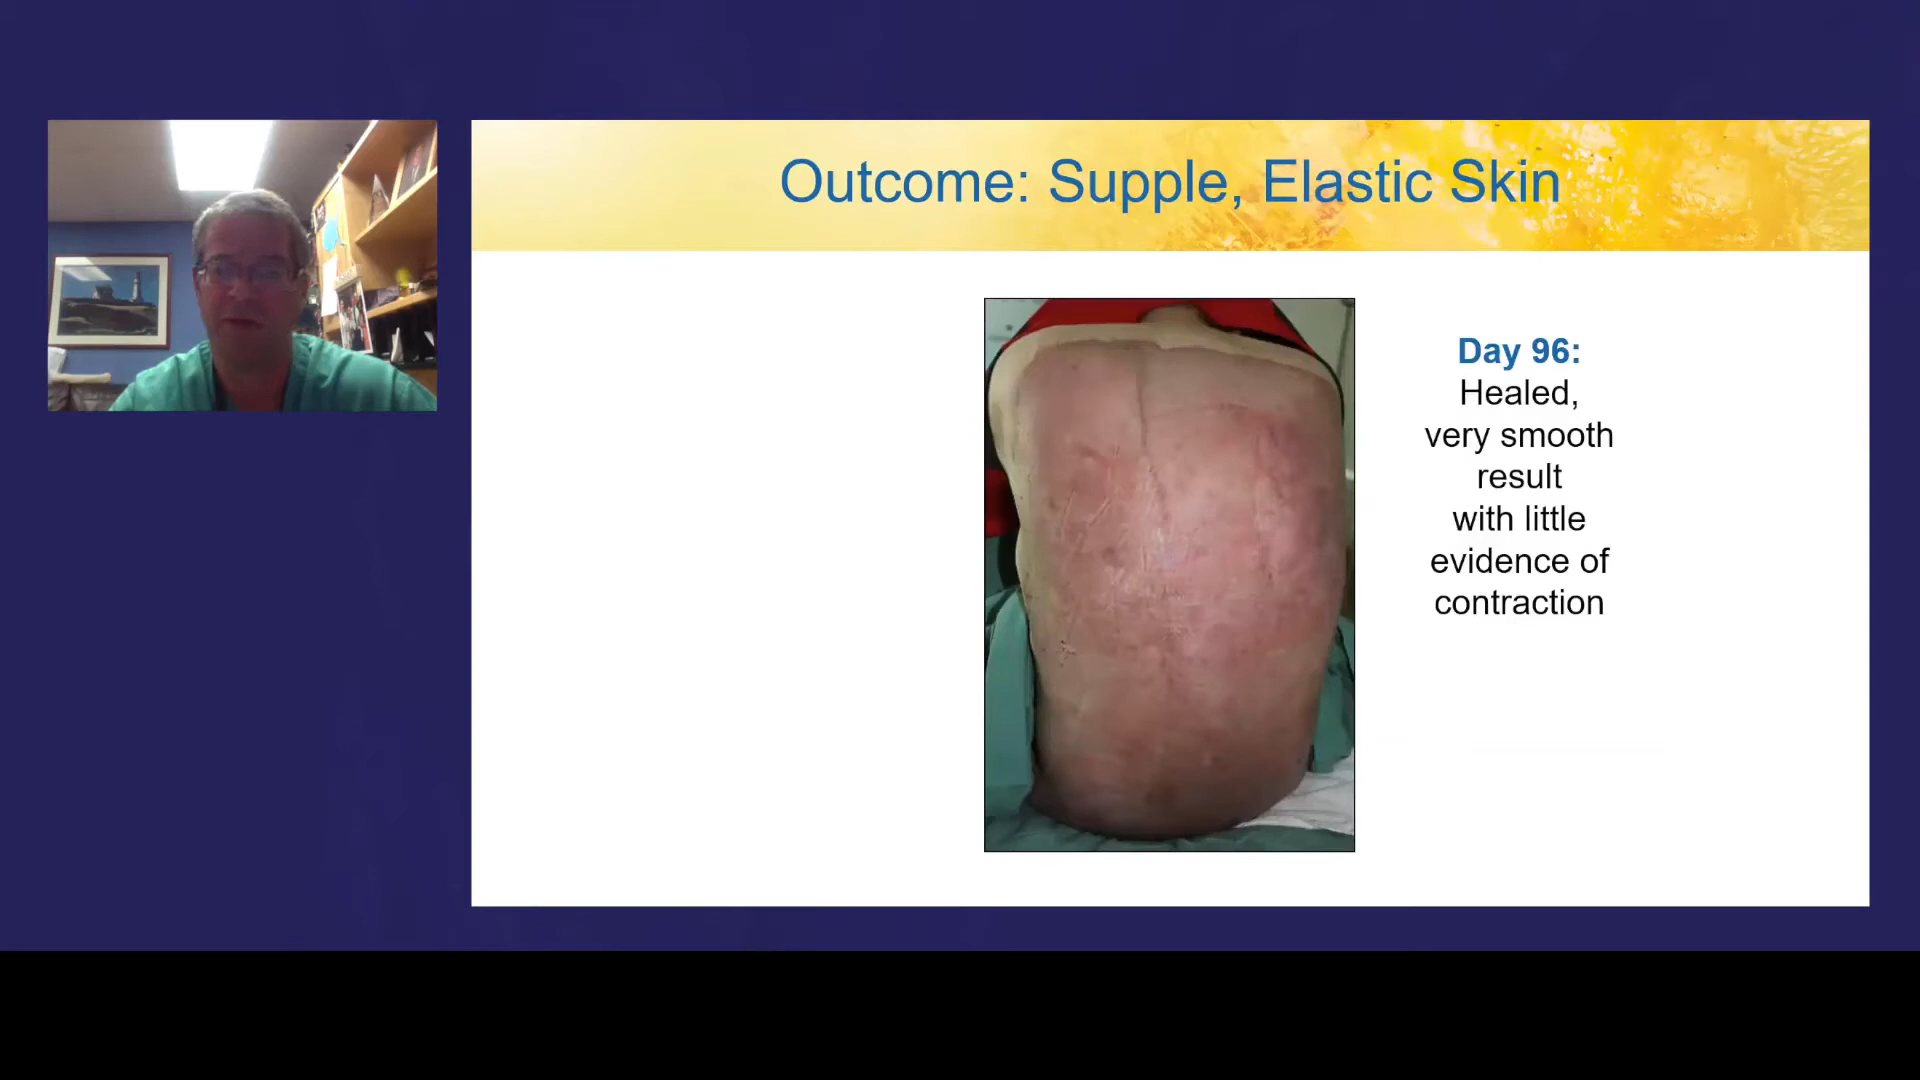 Outcome: Supple, Elastic Skin
Day 96:
Healed,
very smooth
result
with little
evidence of
contraction